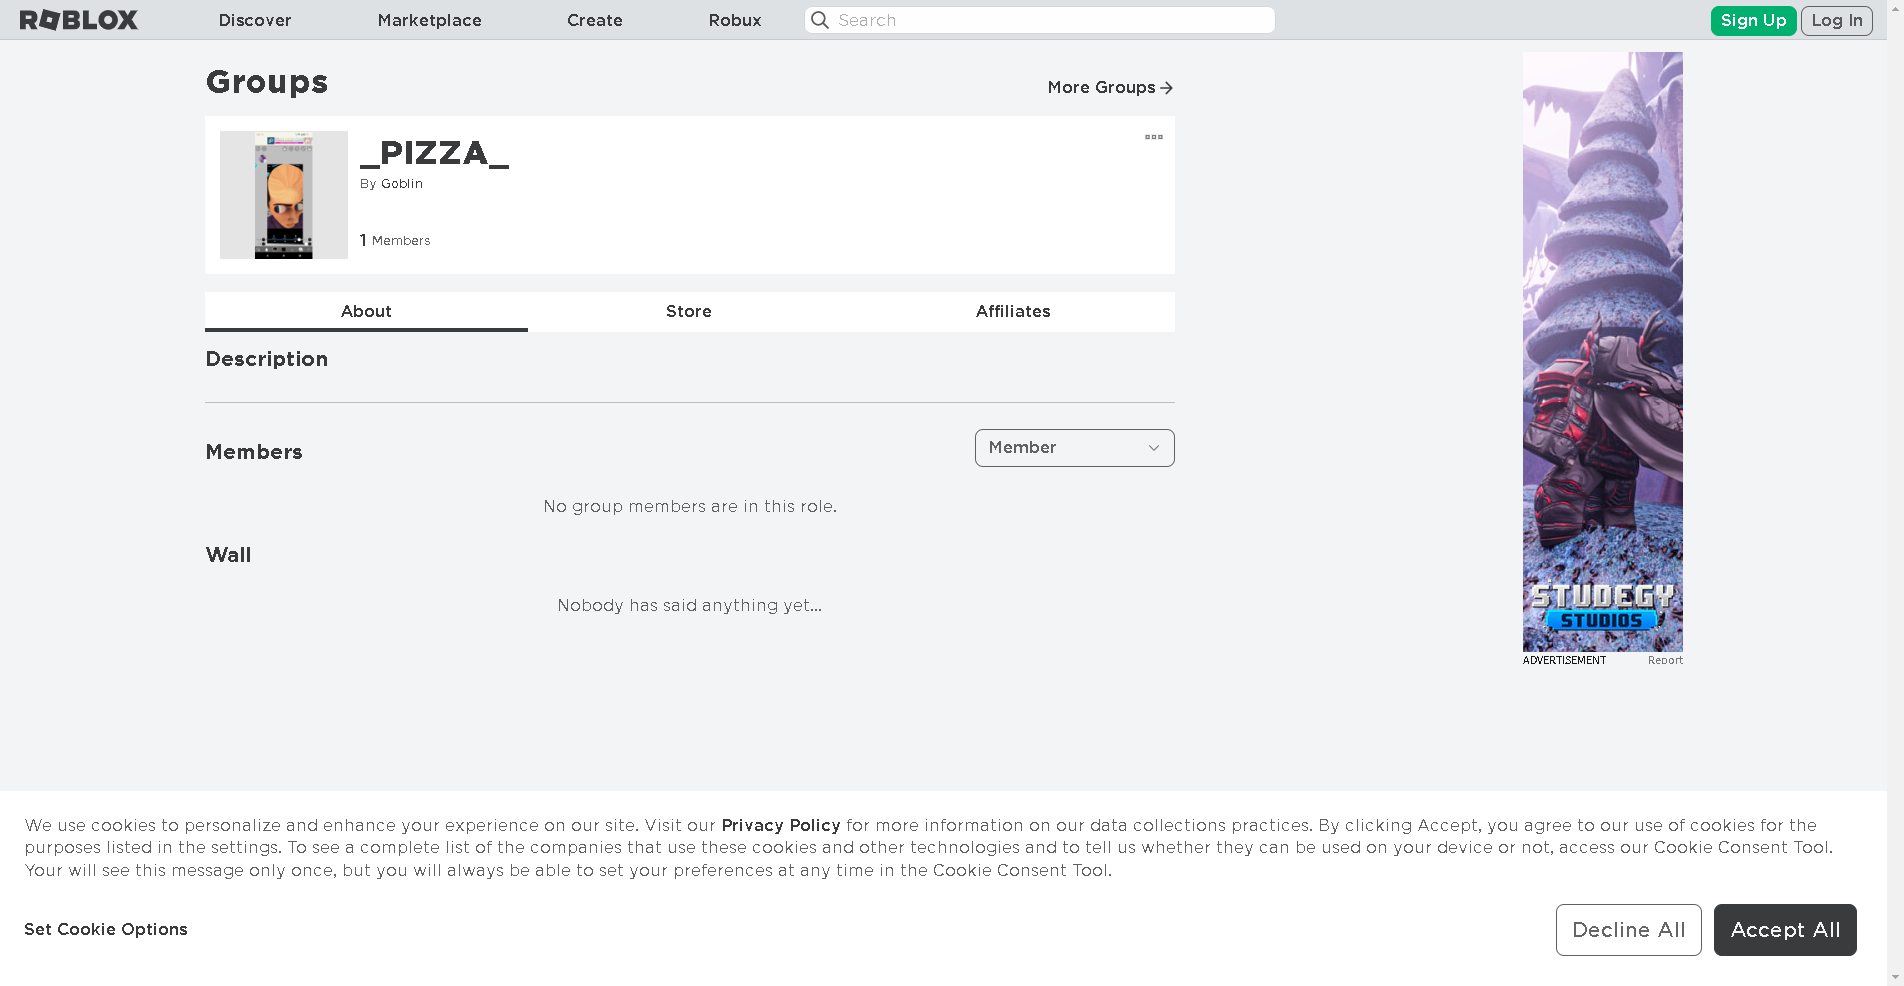 ROBLOX Discover Marketplace Create Robux Search Sign Up Log In
Groups
More Groups
_PIZZA_
By Goblin
1 Members
About Store Affiliates
Description
Members
Member
No group members are in this role.
Wall
Nobody has said anything yet...
STUDEGY
STUDIOS
ADVERTISEMENT Report
We use cookies to personalize and enhance your experience on our site. Visit our Privacy Policy for more information on our data collections practices. By clicking Accept, you agree to our use of cookies for the
purposes listed in the settings. To see a complete list of the companies that use these cookies and other technologies and to tell us whether they can be used on your device or not, access our Cookie Consent Tool.
Your will see this message only once, but you will always be able to set your preferences at any time in the Cookie Consent Tool.
Set Cookie Options
Decline All
Accept All